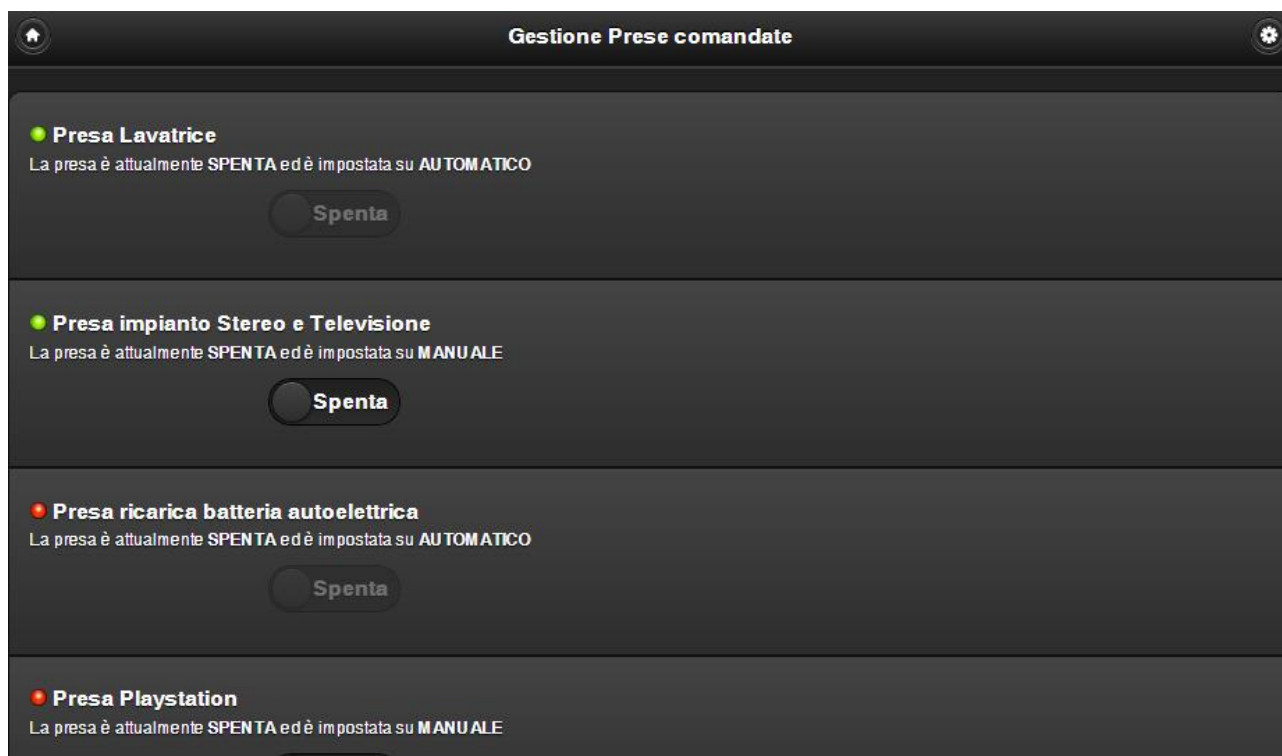 Gestione Prese comandate
Presa Lavatrice
La presa è attualmente SPENTA ed è impostata su AUTOMATICO
Spenta
Presa impianto Stereo e Televisione
La presa è attualmente SPENTA ed è impostata su MANUALE
Spenta
Presa ricarica batteria autoelettrica
La presa è attualmente SPENTA ed è impostata su AUTOMATICO
Spenta
Presa Playstation
La presa è attualmente SPENTA ed è impostata su MANUALE